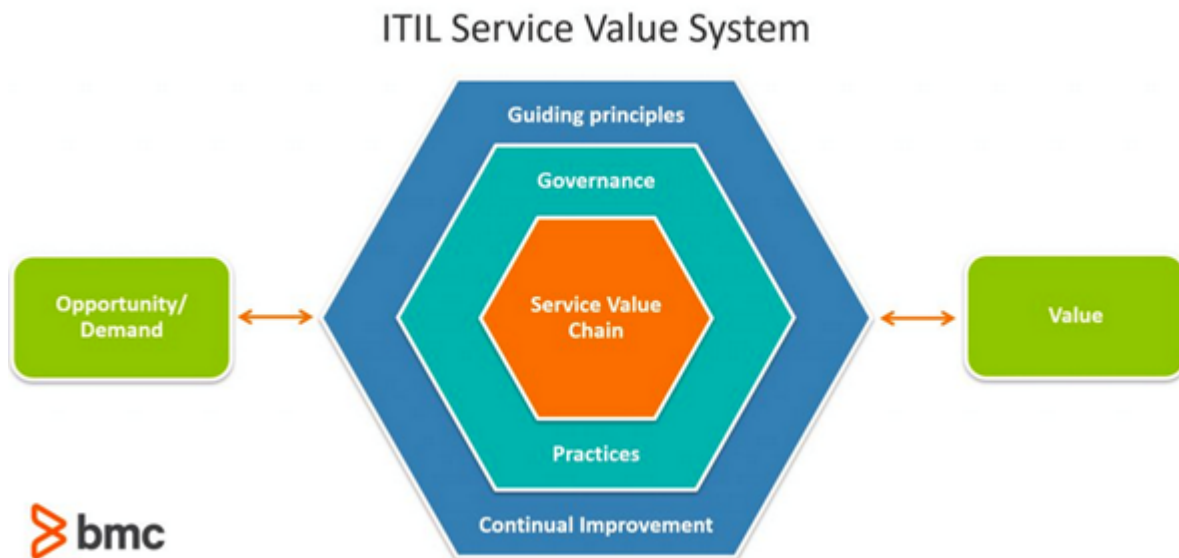 ITIL Service Value System
Guiding principles
Governance
Opportunity/
Demand
Service Value
Chain
Value
Practices
Continual Improvement
bmc